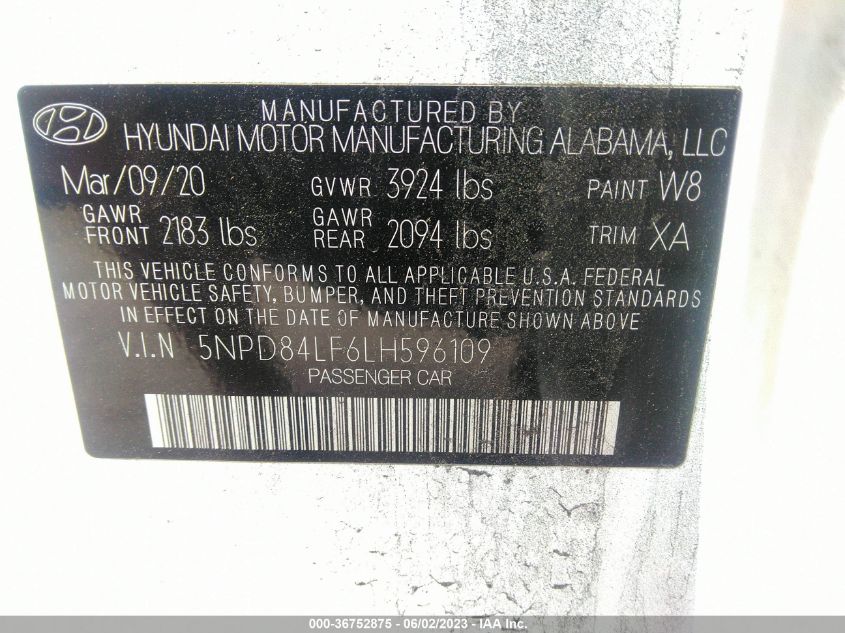 MANUFACTURED BY
HYUNDAI MOTOR MANUFACTURING ALABAMA, LLC
Mar/09/20 GVWR 3924 lbs PAINT W8
GAWR FRONT 2183 lbs GAWR REAR 2094 lbs TRIM XA
THIS VEHICLE CONFORMS TO ALL APPLICABLE U.S.A. FEDERAL
MOTOR VEHICLE SAFETY, BUMPER, AND THEFT PREVENTION STANDARDS
IN EFFECT ON THE DATE OF MANUFACTURE SHOWN ABOVE
V.I.N 5NPD84LF6LH596109
PASSENGER CAR
000-36752875 - 06/02/2023 - IAA Inc.